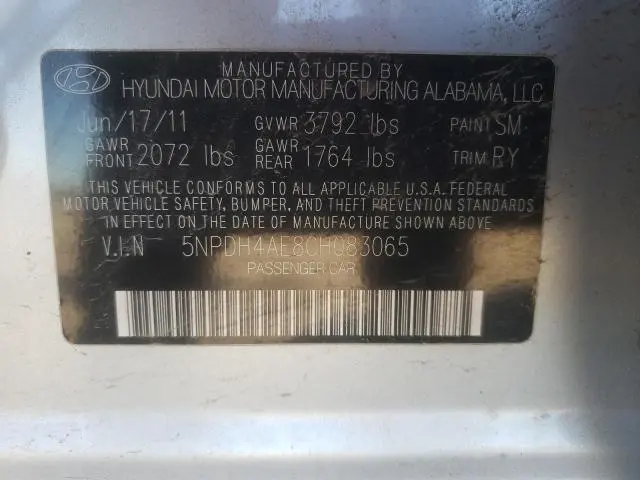 MANUFACTURED BY
HYUNDAI MOTOR MANUFACTURING ALABAMA, LLC
Jun/17/11 GVWR 3792 lbs PAINT SM
GAWR FRONT 2072 lbs GAWR REAR 1764 lbs TRIM RY
THIS VEHICLE CONFORMS TO ALL APPLICABLE U.S.A. FEDERAL
MOTOR VEHICLE SAFETY, BUMPER, AND THEFT PREVENTION STANDARDS
IN EFFECT ON THE DATE OF MANUFACTURE SHOWN ABOVE
V.I.N 5NPDH4AE8CH083065
PASSENGER CAR